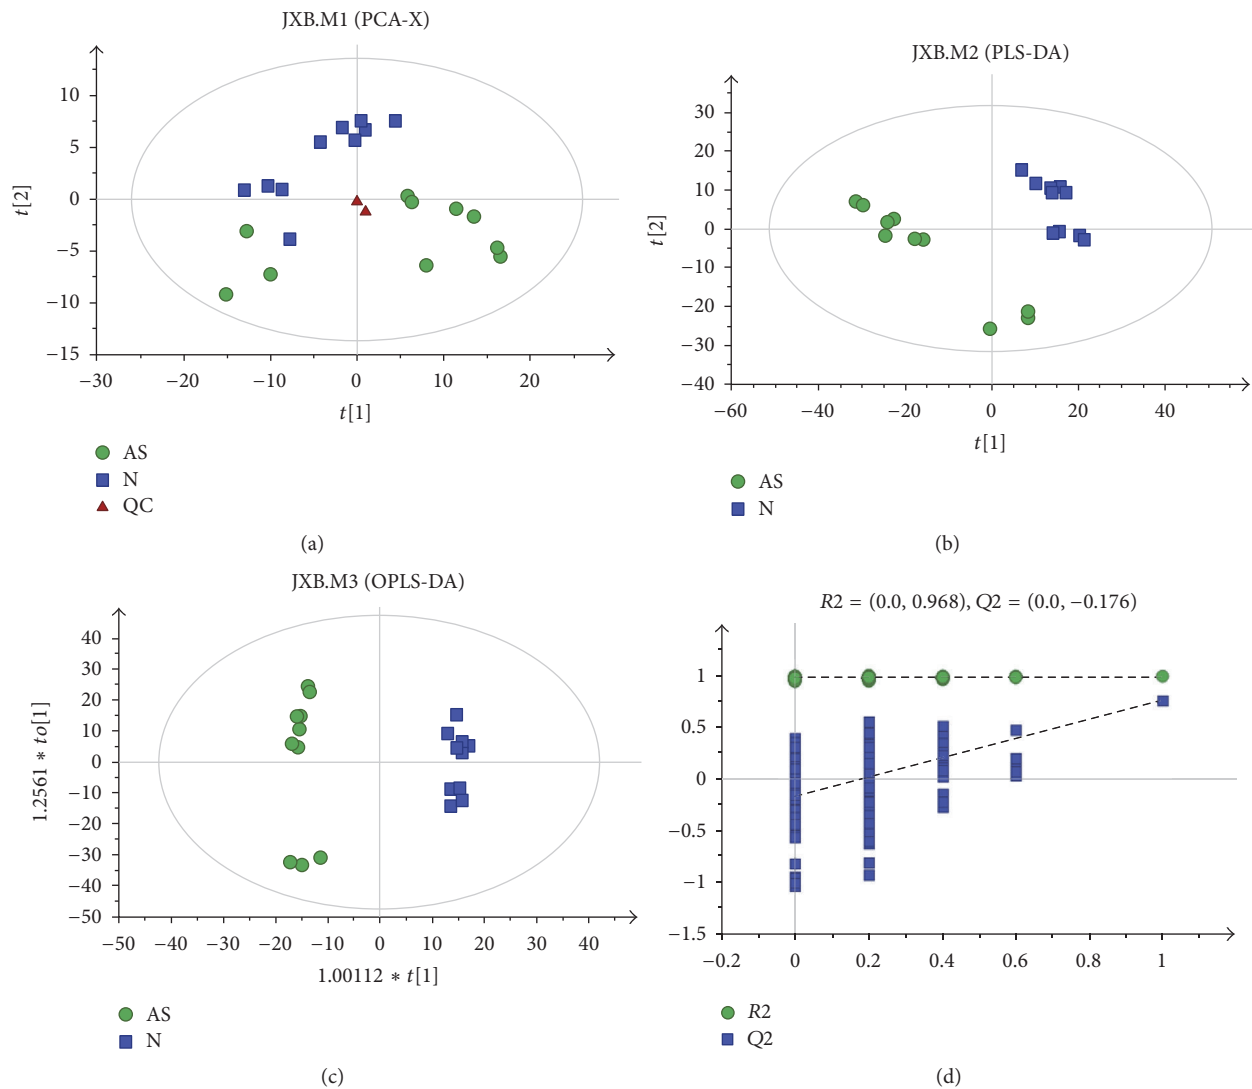 JXB.M1 (PCA-X)
10
5
0
−5
−10
−15
t[2]
−30 −20 −10 0 10 20
t[1]
AS
N
QC
(a)
JXB.M2 (PLS-DA)
30
20
10
0
−10
−20
−30
−40
t[2]
−60 −40 −20 0 20 40
t[1]
AS
N
(b)
JXB.M3 (OPLS-DA)
40
30
20
10
0
−10
−20
−30
−40
−50
1.2561 ∗ to[1]
−50 −40 −30 −20 −10 0 10 20 30 40
1.00112 ∗ t[1]
AS
N
(c)
R2 = (0.0, 0.968), Q2 = (0.0, −0.176)
1
0.5
0
−0.5
−1
−1.5
−0.2 0 0.2 0.4 0.6 0.8 1
R2
Q2
(d)